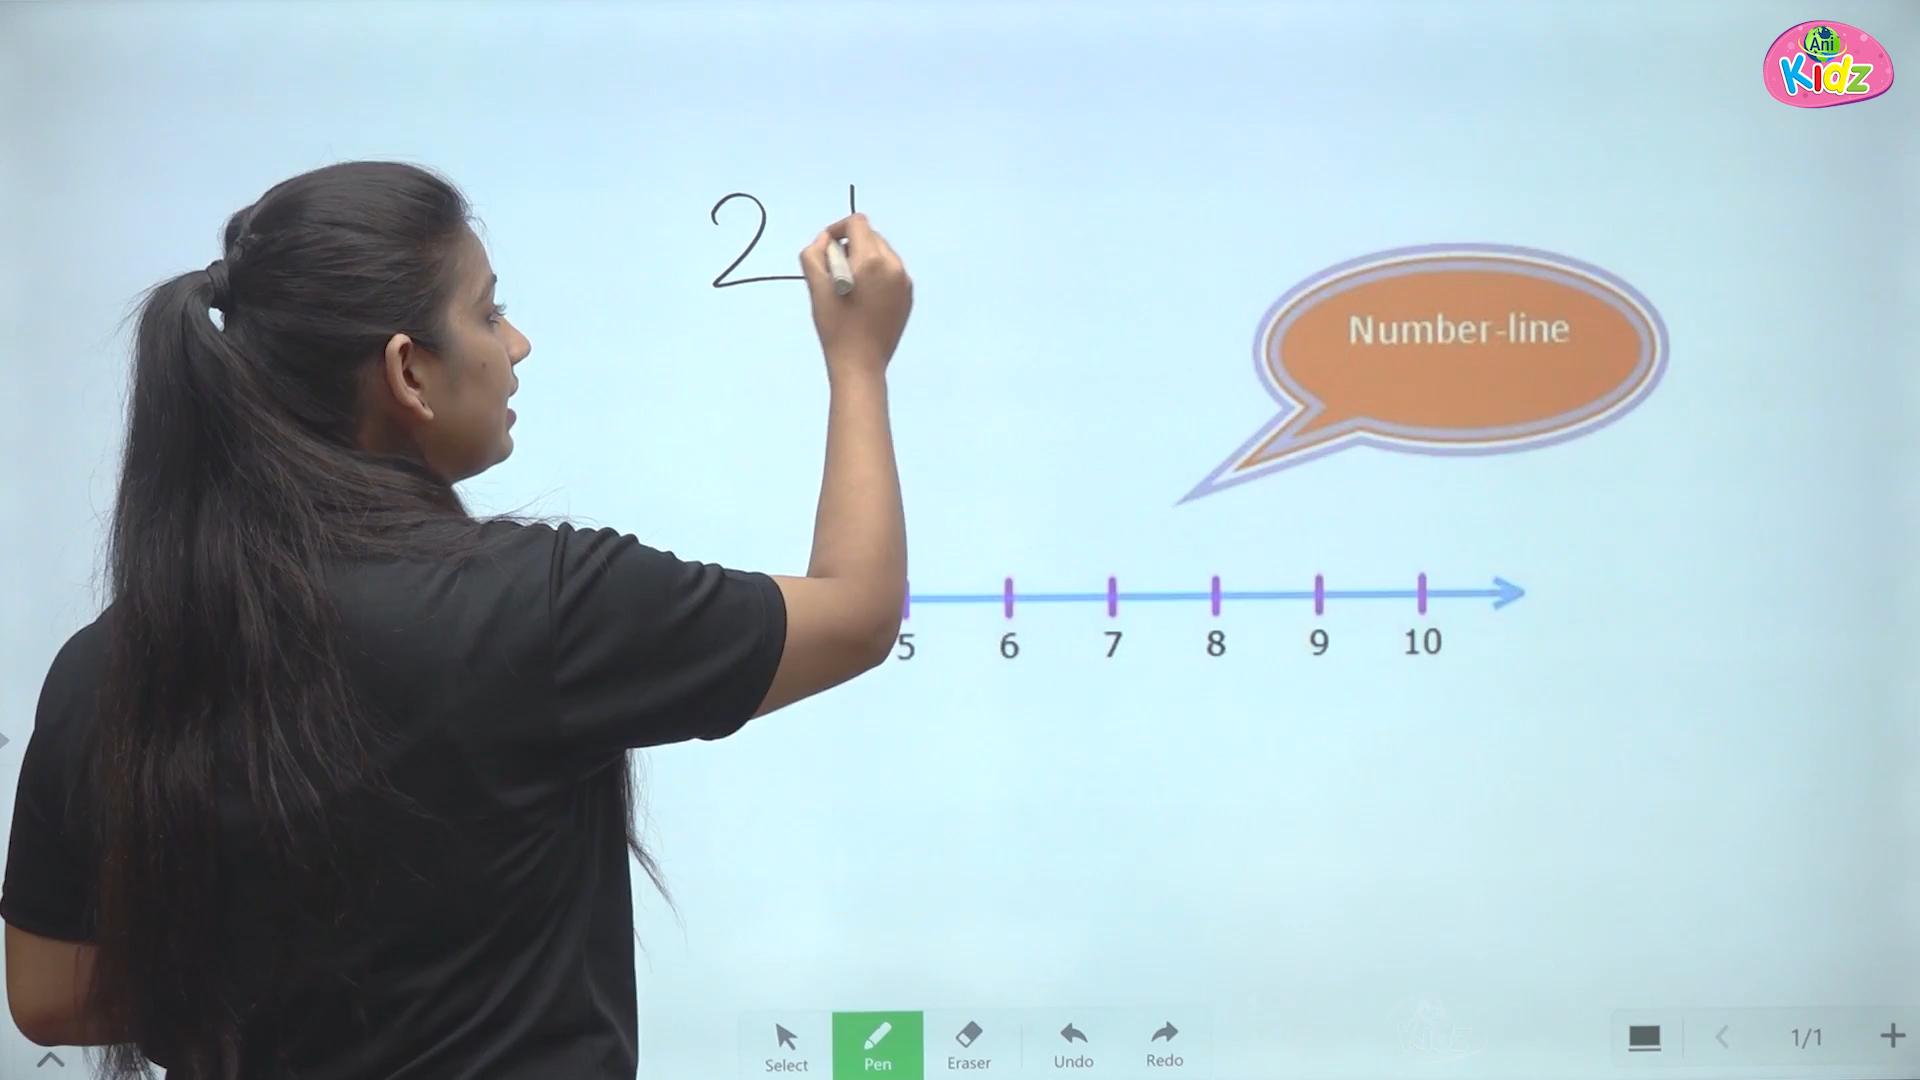 Ani
Kidz
2
Number-line
5 6 7 8 9 10
Select Pen Eraser Undo Redo
1/1